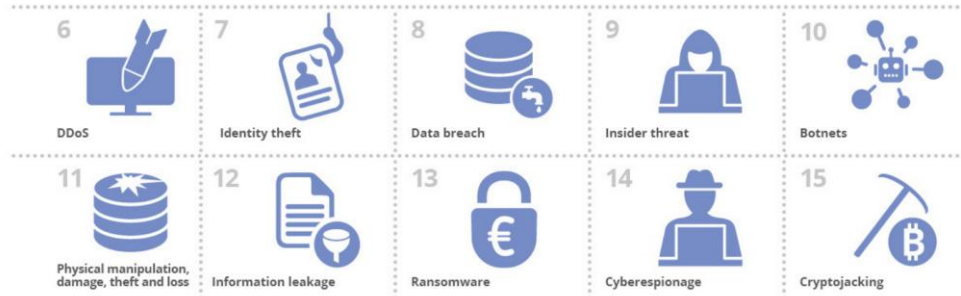 6
7
8
9
10
DDoS
Identity theft
Data breach
Insider threat
Botnets
11
12
13
14
15
€
₿
Physical manipulation,
damage, theft and loss
Information leakage
Ransomware
Cyberespionage
Cryptojacking